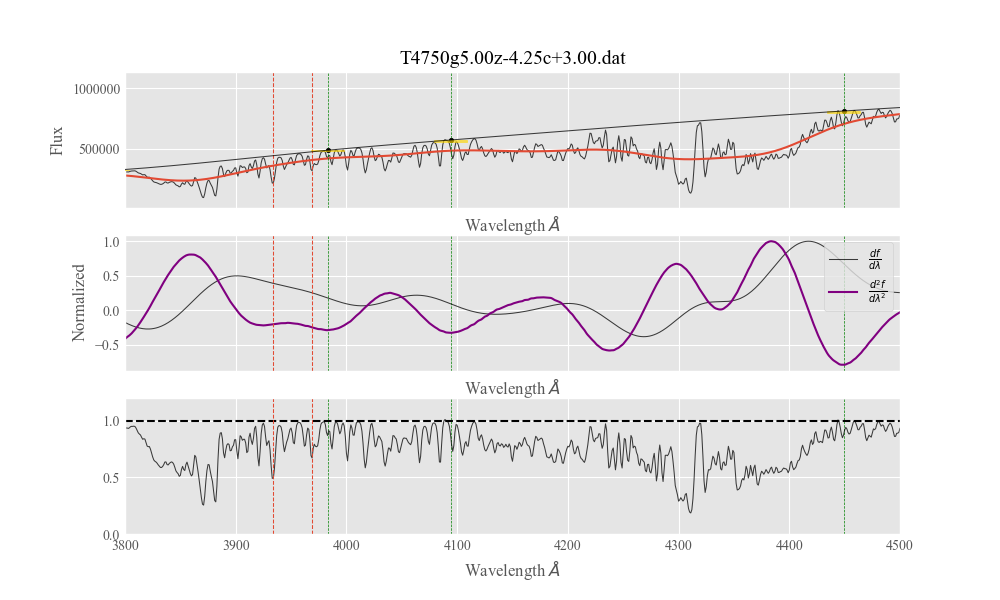 T4750g5.00z-4.25c+3.00.dat
1000000
500000
Flux
Wavelength Å
1.0
0.5
0.0
−0.5
Normalized
df
dλ
d²f
dλ²
Wavelength Å
1.0
0.5
0.0
3800 3900 4000 4100 4200 4300 4400 4500
Wavelength Å